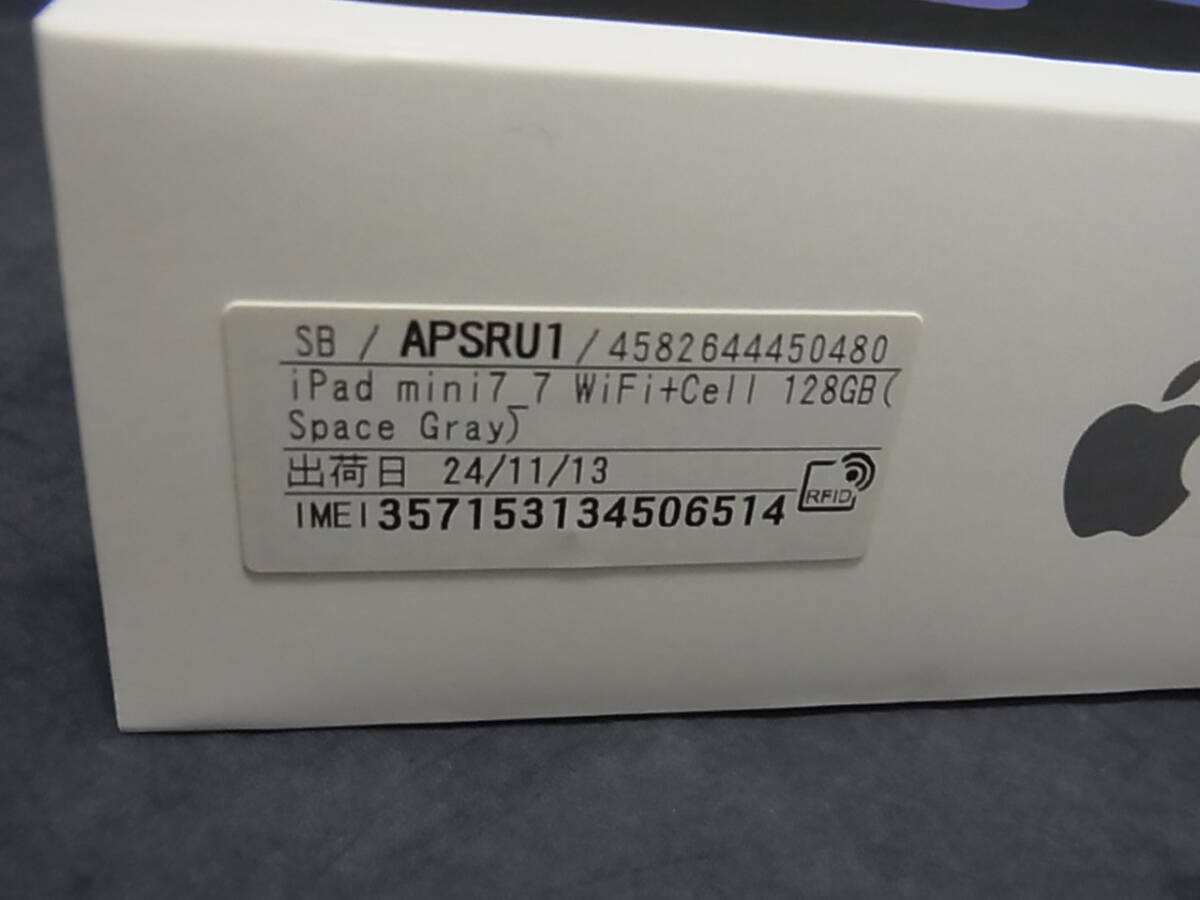 SB / APSRU1 / 4582644450480
iPad mini7_7 WiFi+Cell 128GB(
Space Gray)
出荷日 24/11/13
IMEI 357153134506514
RFID